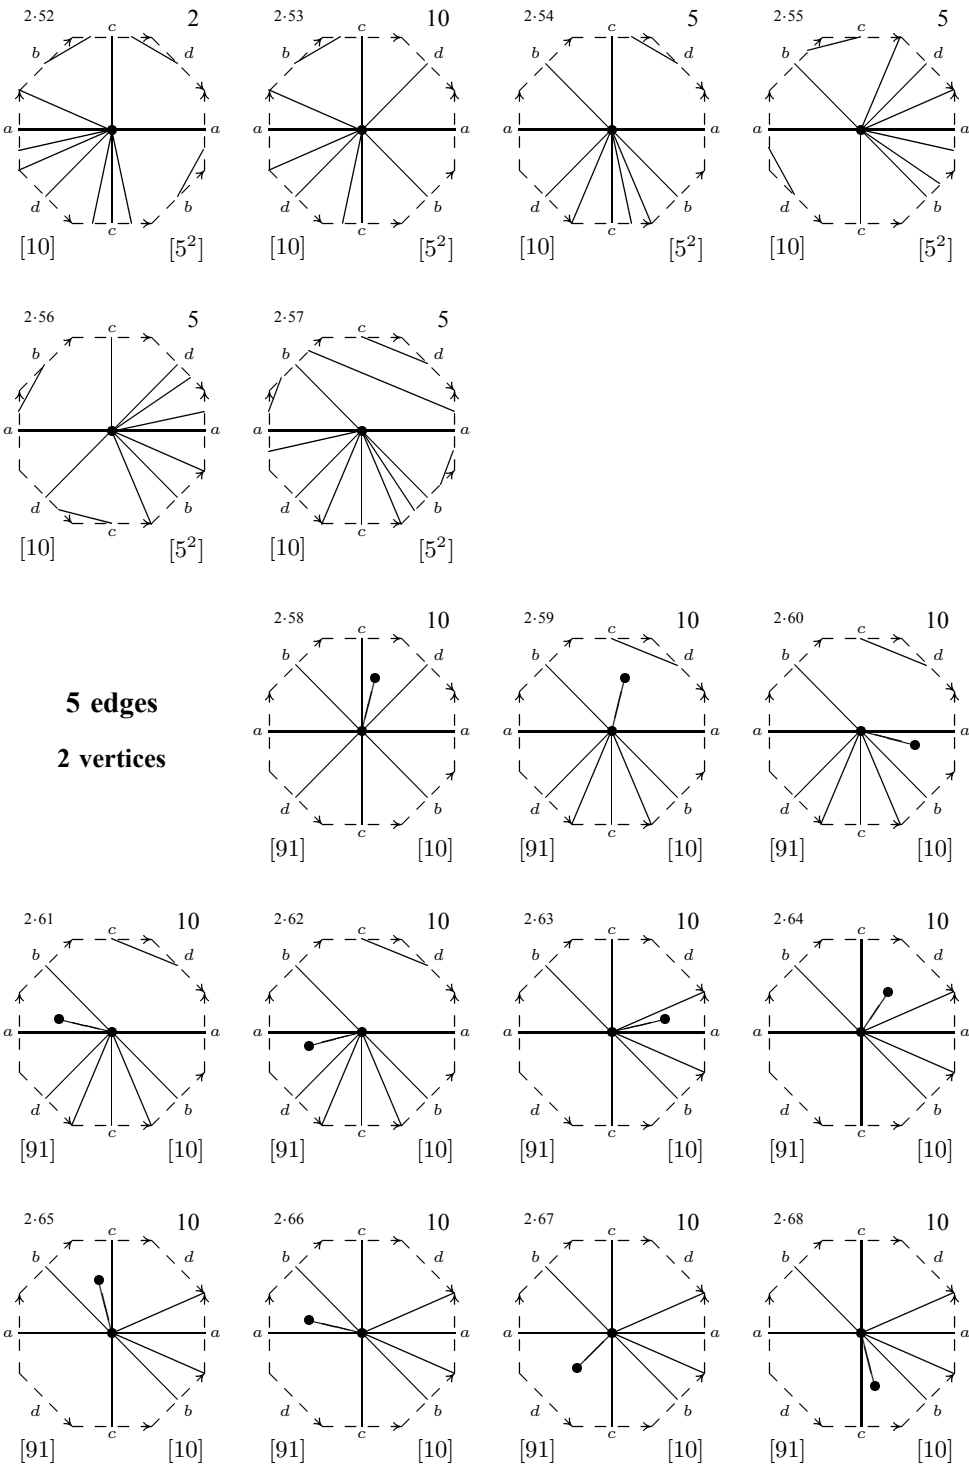 2·52 2 2·53 10 2·54 5 2·55 5
c c c c
b d b d b d b d
a a a a a a a a
d b d b d b d b
c c c c
[10] [5²] [10] [5²] [10] [5²] [10] [5²]
2·56 5 2·57 5
c c
b d b d
a a a a
d b d b
c c
[10] [5²] [10] [5²]
2·58 10 2·59 10 2·60 10
c c c
b d b d b d
5 edges
a a a a a a
2 vertices
d b d b d b
c c c
[91] [10] [91] [10] [91] [10]
2·61 10 2·62 10 2·63 10 2·64 10
c c c c
b d b d b d b d
a a a a a a a a
d b d b d b d b
c c c c
[91] [10] [91] [10] [91] [10] [91] [10]
2·65 10 2·66 10 2·67 10 2·68 10
c c c c
b d b d b d b d
a a a a a a a a
d b d b d b d b
c c c c
[91] [10] [91] [10] [91] [10] [91] [10]